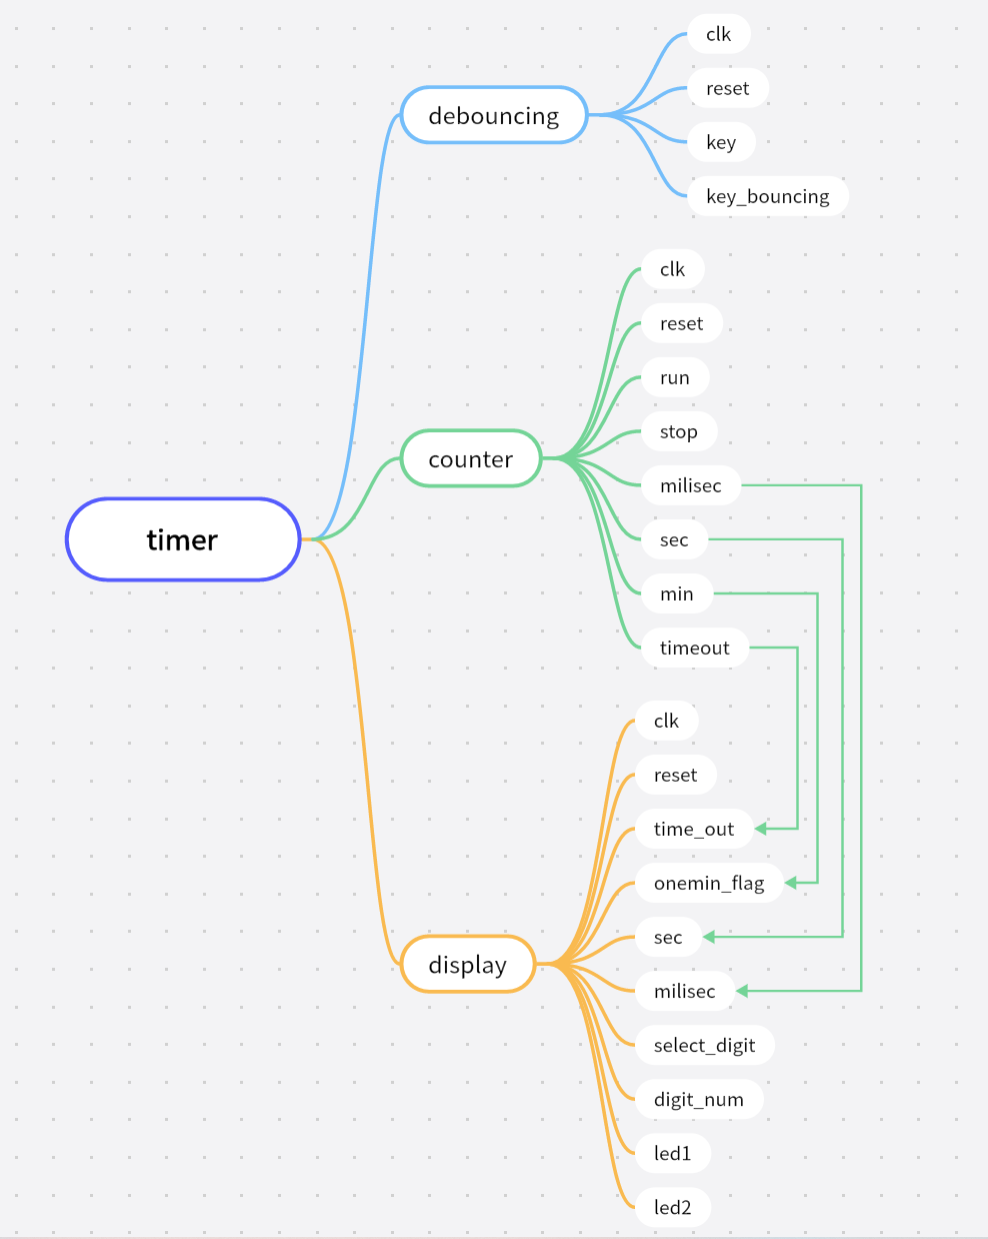 timer
debouncing
clk
reset
key
key_bouncing
counter
clk
reset
run
stop
milisec
sec
min
timeout
display
clk
reset
time_out
onemin_flag
sec
milisec
select_digit
digit_num
led1
led2